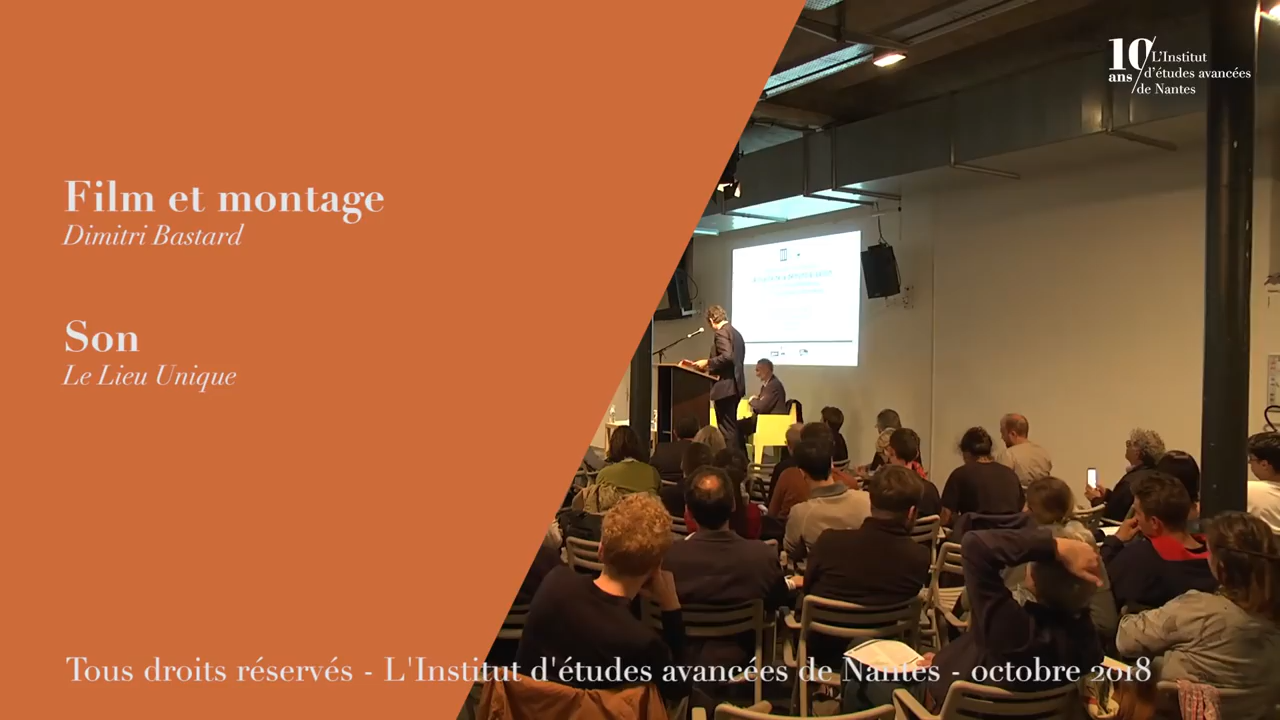 10 ans
L'Institut
d'études avancées
de Nantes
Film et montage
Dimitri Bastard
Son
Le Lieu Unique
Tous droits réservés - L'Institut d'études avancées de Nantes - octobre 2018